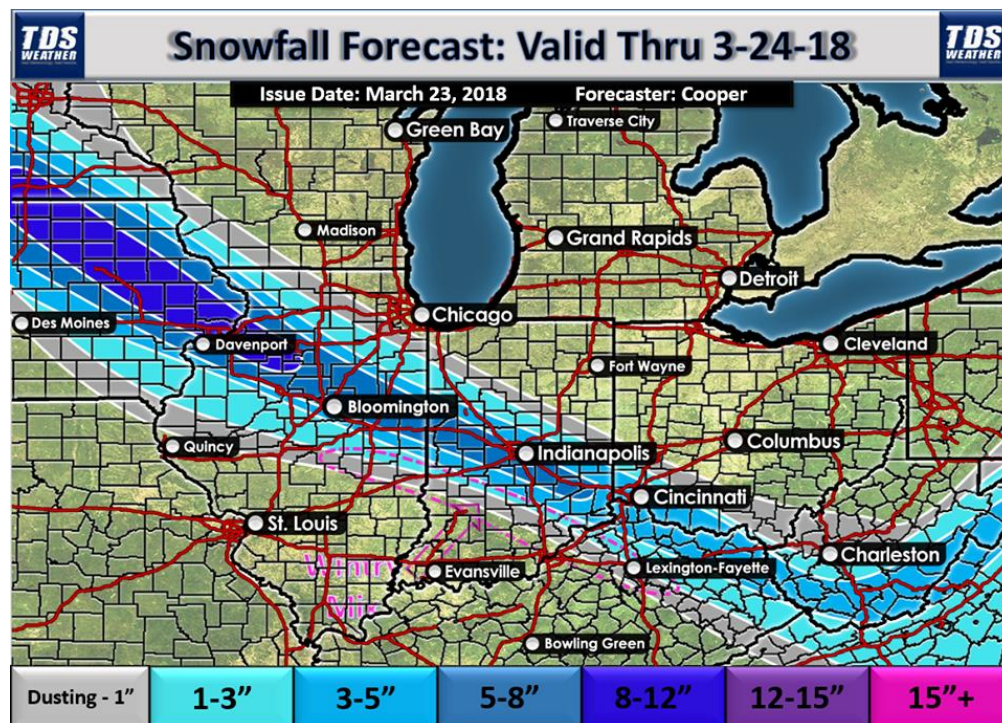 TDS
WEATHER
Snowfall Forecast: Valid Thru 3-24-18
TDS
WEATHER
Issue Date: March 23, 2018 Forecaster: Cooper
Green Bay
Traverse City
Madison
Grand Rapids
Detroit
Chicago
Des Moines
Davenport
Cleveland
Fort Wayne
Bloomington
Quincy
Indianapolis
Columbus
Cincinnati
St. Louis
Charleston
Evansville
Lexington-Fayette
Wintry
Mix
Bowling Green
Dusting - 1” 1-3” 3-5” 5-8” 8-12” 12-15” 15”+